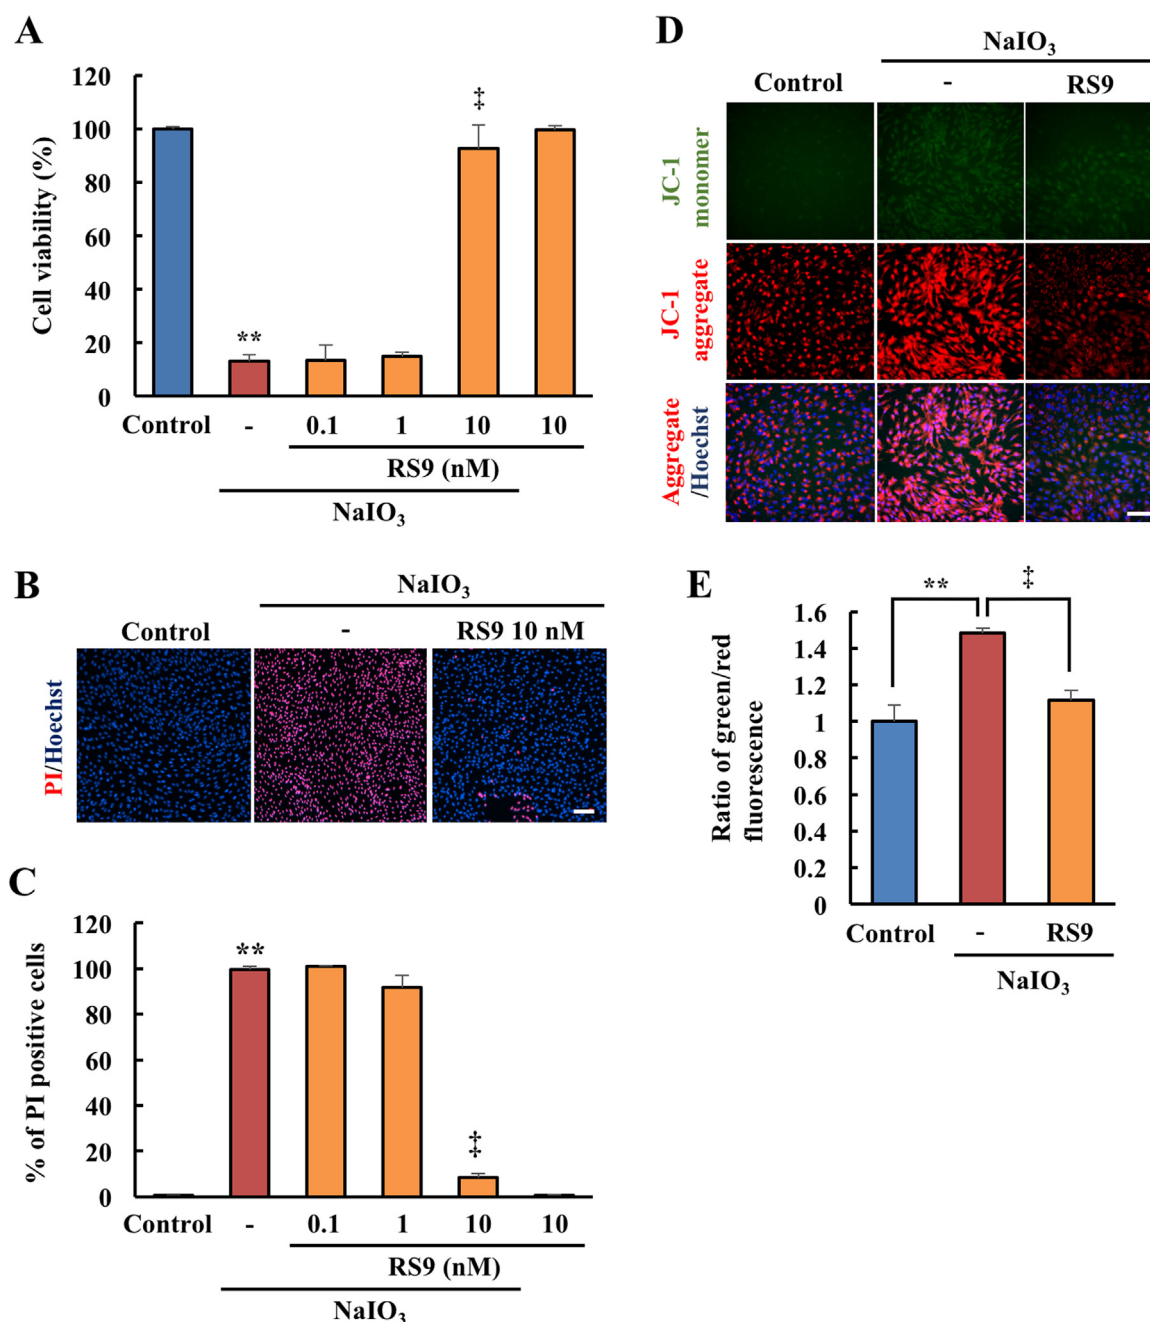 A
Cell viability (%)
120
100
80
60
40
20
0
**
‡
Control - 0.1 1 10 10
RS9 (nM)
NaIO₃
B
NaIO₃
Control - RS9 10 nM
PI/Hoechst
C
% of PI positive cells
120
100
80
60
40
20
0
**
‡
Control - 0.1 1 10 10
RS9 (nM)
NaIO₃
D
NaIO₃
Control - RS9
JC-1
monomer
JC-1
aggregate
Aggregate
/Hoechst
E
Ratio of green/red
fluorescence
** ‡
1.6
1.4
1.2
1
0.8
0.6
0.4
0.2
0
Control - RS9
NaIO₃